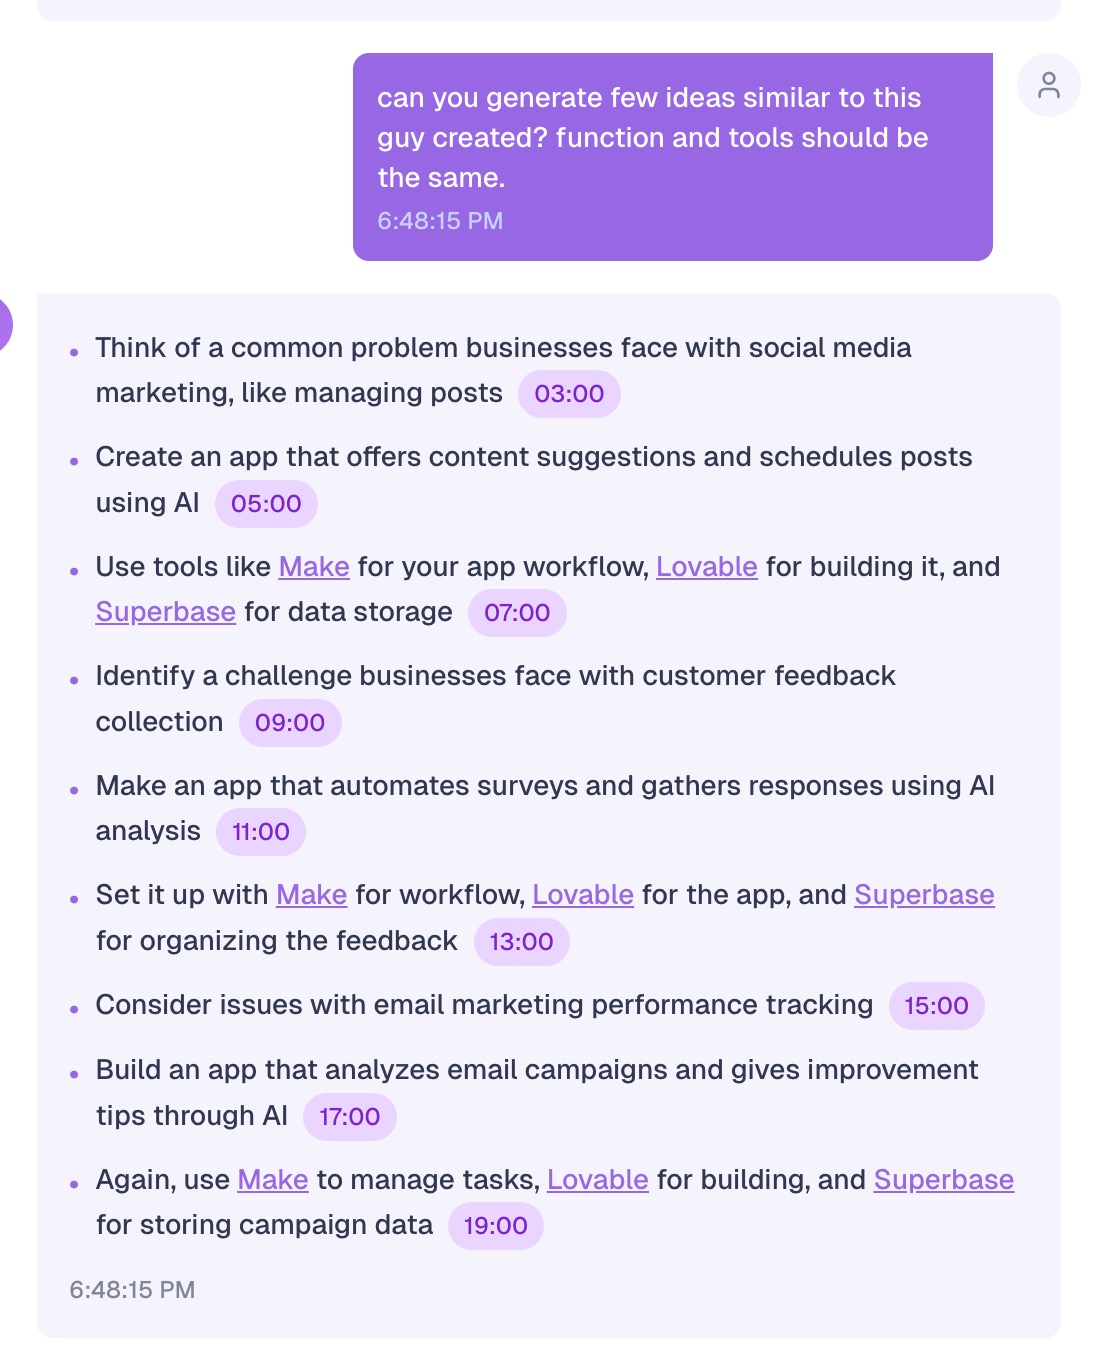 can you generate few ideas similar to this
guy created? function and tools should be
the same.
6:48:15 PM
Think of a common problem businesses face with social media
marketing, like managing posts 03:00
Create an app that offers content suggestions and schedules posts
using AI 05:00
Use tools like Make for your app workflow, Lovable for building it, and
Superbase for data storage 07:00
Identify a challenge businesses face with customer feedback
collection 09:00
Make an app that automates surveys and gathers responses using AI
analysis 11:00
Set it up with Make for workflow, Lovable for the app, and Superbase
for organizing the feedback 13:00
Consider issues with email marketing performance tracking 15:00
Build an app that analyzes email campaigns and gives improvement
tips through AI 17:00
Again, use Make to manage tasks, Lovable for building, and Superbase
for storing campaign data 19:00
6:48:15 PM